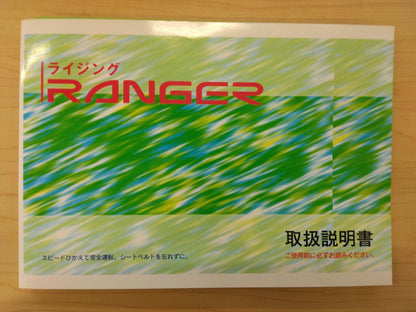 ライジング
RANGER
取扱説明書
ご使用前に必ずお読みください。
スピードひかえて安全運転、シートベルトを忘れずに。